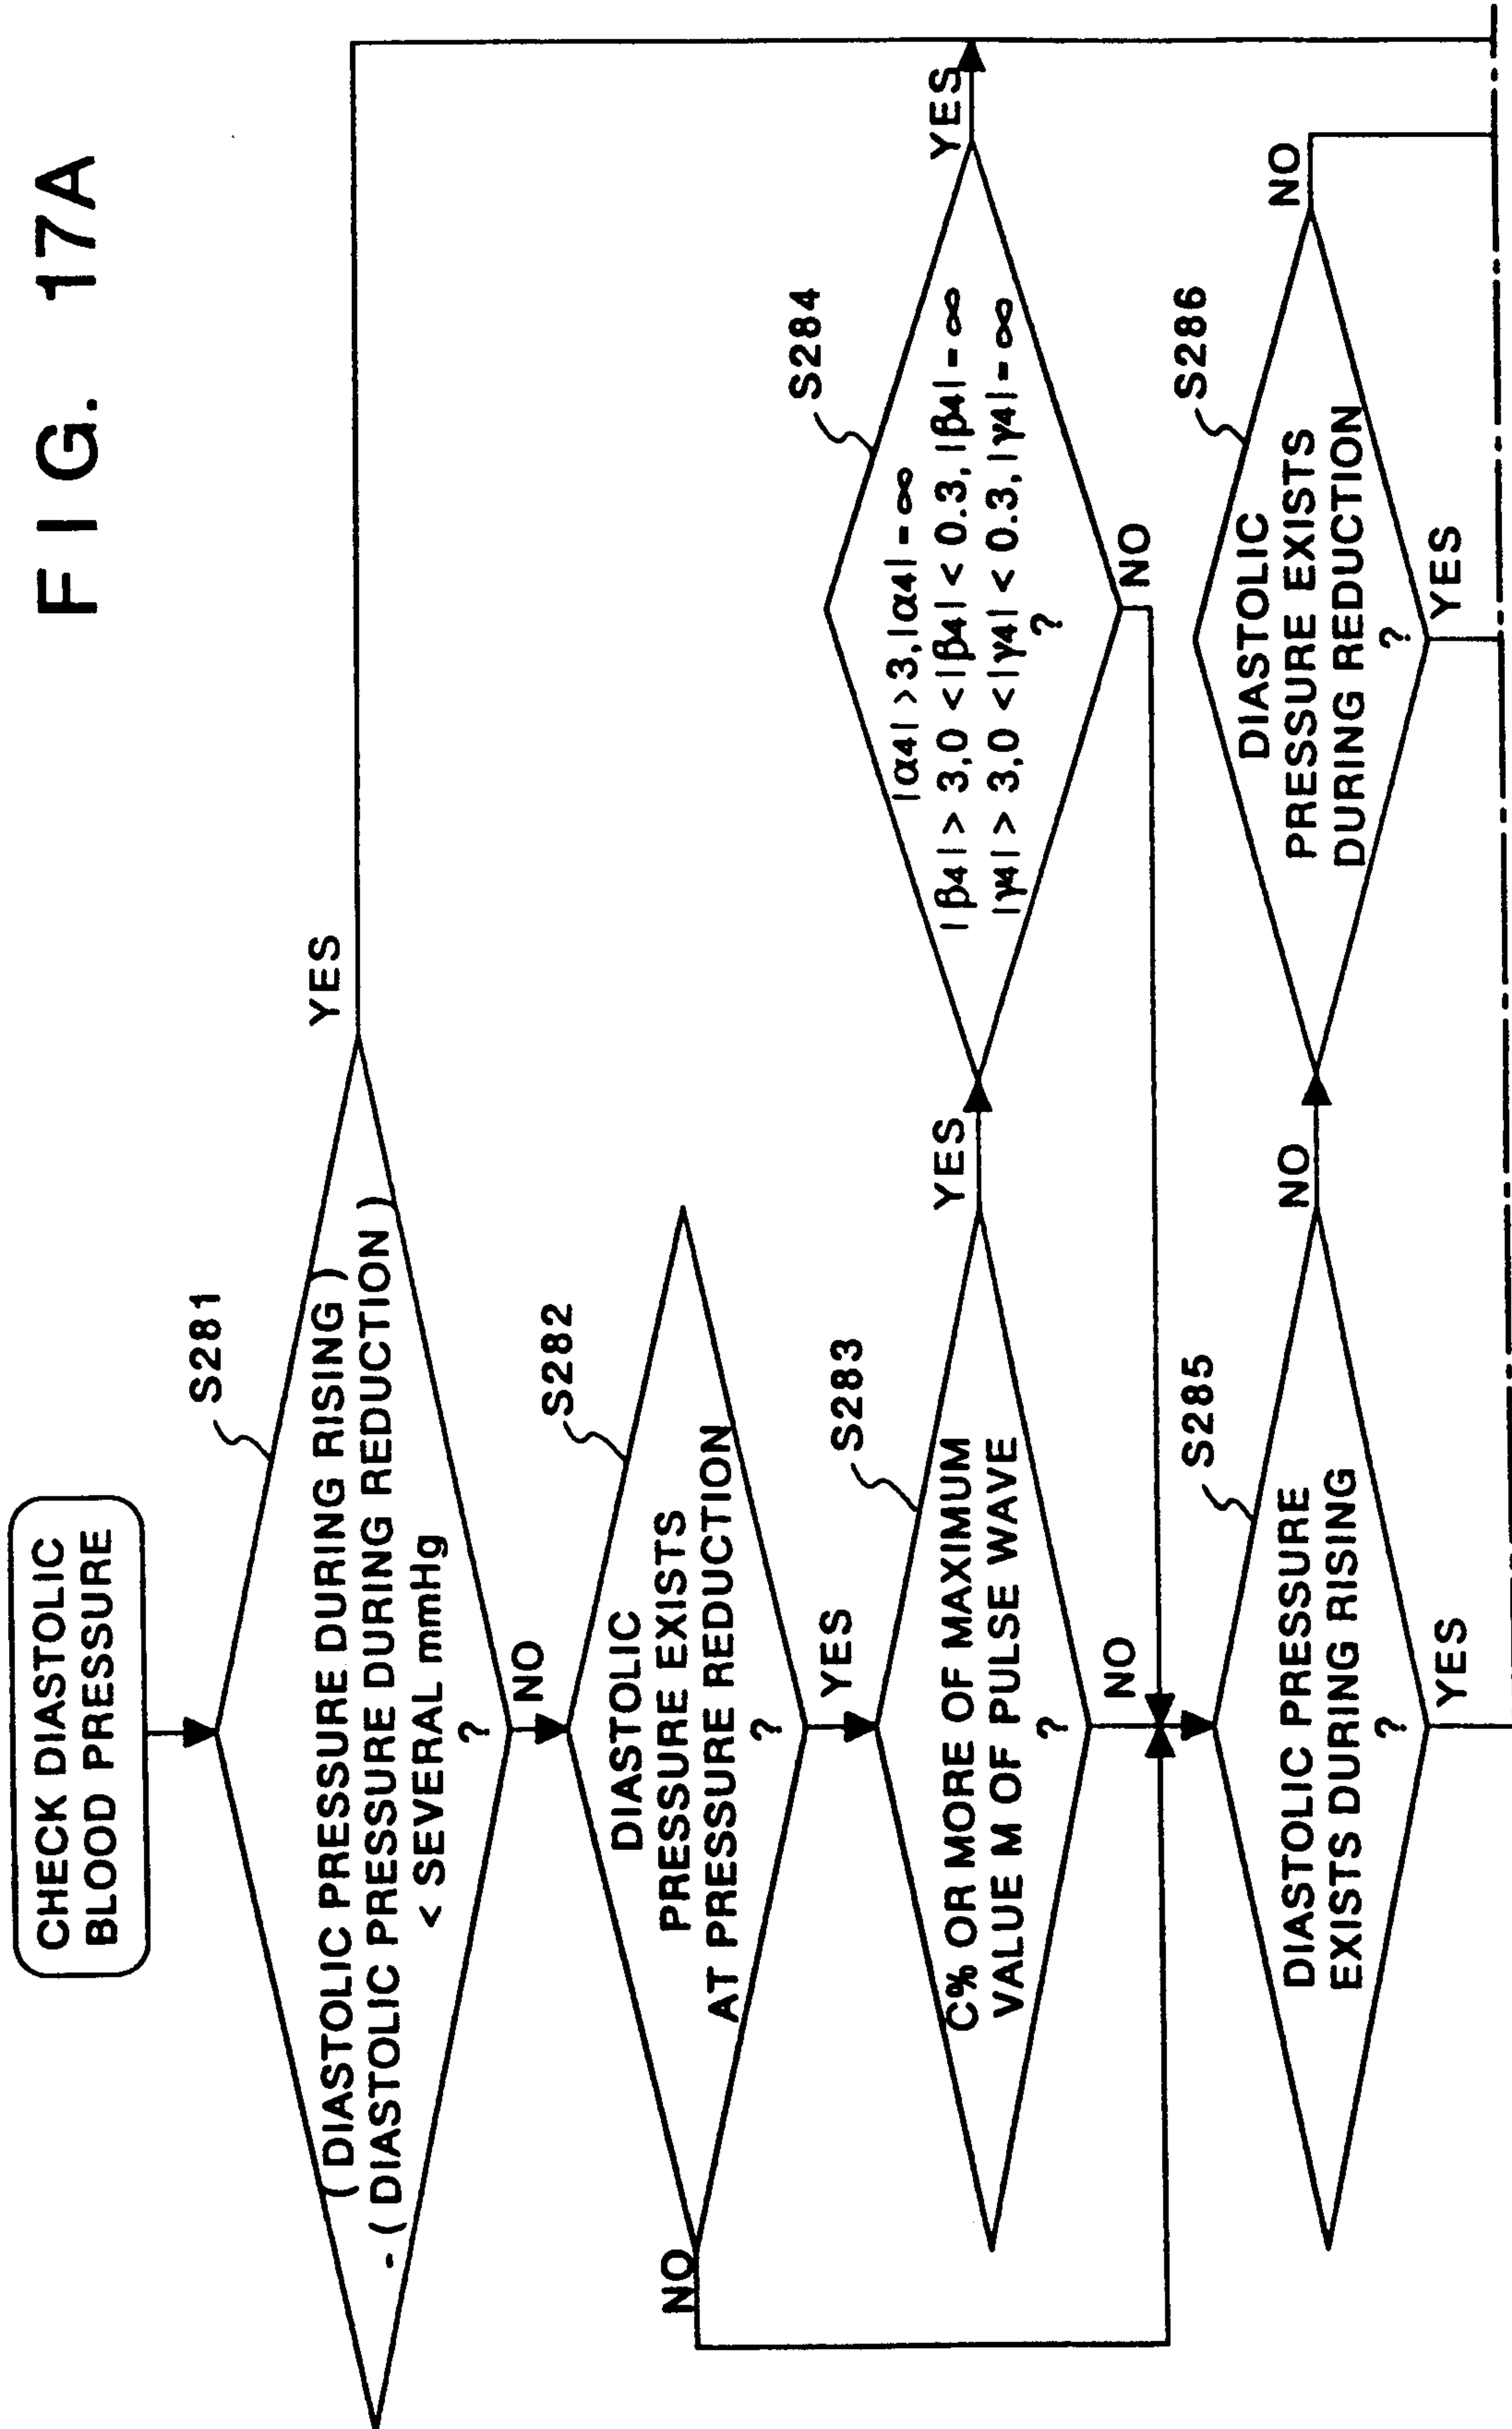 FIG. 17A
CHECK DIASTOLIC
BLOOD PRESSURE
S281
( DIASTOLIC PRESSURE DURING RISING )
- ( DIASTOLIC PRESSURE DURING REDUCTION )
< SEVERAL mmHg
?
YES
NO
S282
DIASTOLIC
PRESSURE EXISTS
AT PRESSURE REDUCTION
?
NO
YES
S283
C% OR MORE OF MAXIMUM
VALUE M OF PULSE WAVE
?
YES
NO
S284
|α4| >3,|α4| = ∞
|β4| > 3,0 <|β4| < 0.3, |β4| = ∞
|γ4| > 3,0 <|γ4| < 0.3, |γ4| = ∞
?
YES
NO
S285
DIASTOLIC PRESSURE
EXISTS DURING RISING
?
NO
YES
S286
DIASTOLIC
PRESSURE EXISTS
DURING REDUCTION
?
NO
YES